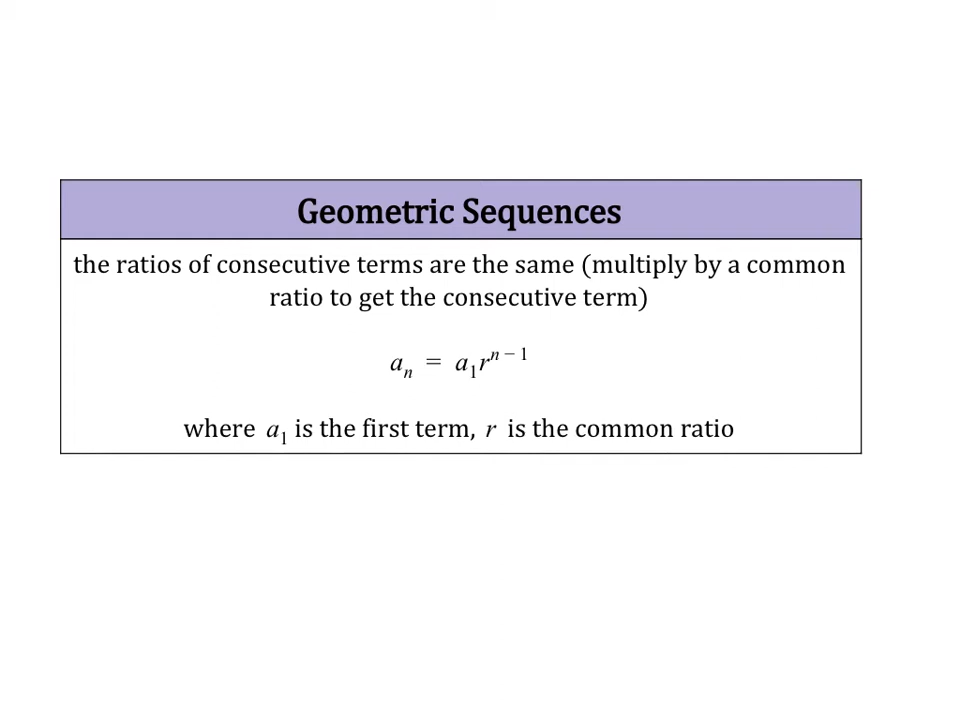 Geometric Sequences
the ratios of consecutive terms are the same (multiply by a common
ratio to get the consecutive term)
aₙ = a₁rⁿ⁻¹
where a₁ is the first term, r is the common ratio